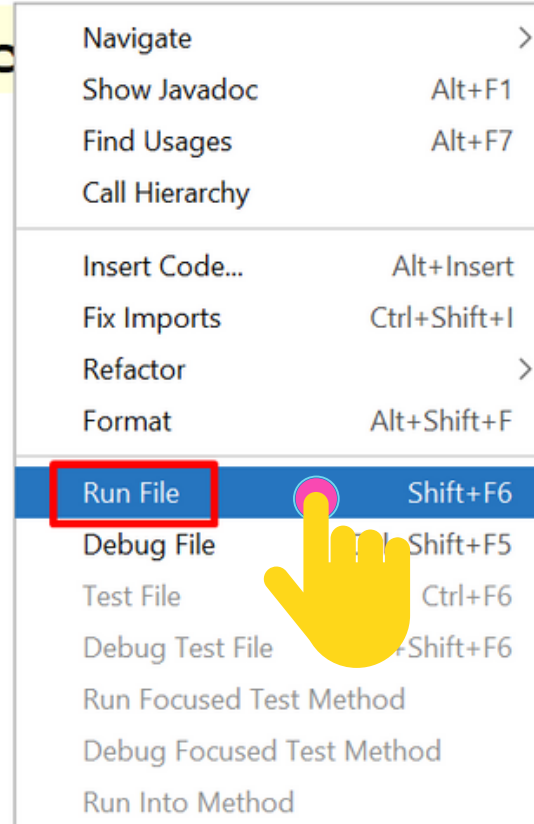 Navigate >
Show Javadoc Alt+F1
Find Usages Alt+F7
Call Hierarchy
Insert Code... Alt+Insert
Fix Imports Ctrl+Shift+I
Refactor >
Format Alt+Shift+F
Run File Shift+F6
Debug File Shift+F5
Test File Ctrl+F6
Debug Test File +Shift+F6
Run Focused Test Method
Debug Focused Test Method
Run Into Method